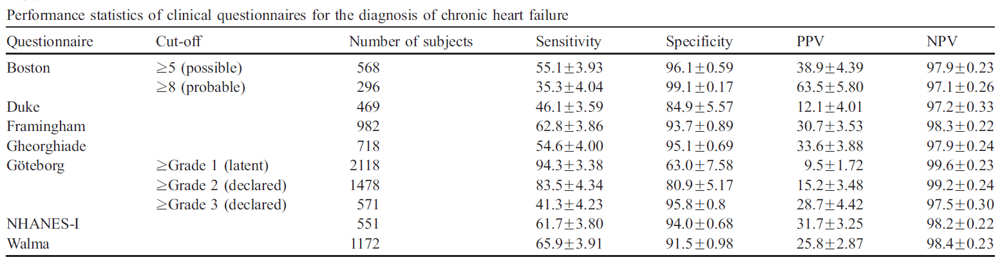 Performance statistics of clinical questionnaires for the diagnosis of chronic heart failure
Questionnaire Cut-off Number of subjects Sensitivity Specificity PPV NPV
Boston ≥5 (possible) 568 55.1±3.93 96.1±0.59 38.9±4.39 97.9±0.23
≥8 (probable) 296 35.3±4.04 99.1±0.17 63.5±5.80 97.1±0.26
Duke 469 46.1±3.59 84.9±5.57 12.1±4.01 97.2±0.33
Framingham 982 62.8±3.86 93.7±0.89 30.7±3.53 98.3±0.22
Gheorghiade 718 54.6±4.00 95.1±0.69 33.6±3.88 97.9±0.24
Göteborg ≥Grade 1 (latent) 2118 94.3±3.38 63.0±7.58 9.5±1.72 99.6±0.23
≥Grade 2 (declared) 1478 83.5±4.34 80.9±5.17 15.2±3.48 99.2±0.24
≥Grade 3 (declared) 571 41.3±4.23 95.8±0.8 28.7±4.42 97.5±0.30
NHANES-I 551 61.7±3.80 94.0±0.68 31.7±3.25 98.2±0.22
Walma 1172 65.9±3.91 91.5±0.98 25.8±2.87 98.4±0.23